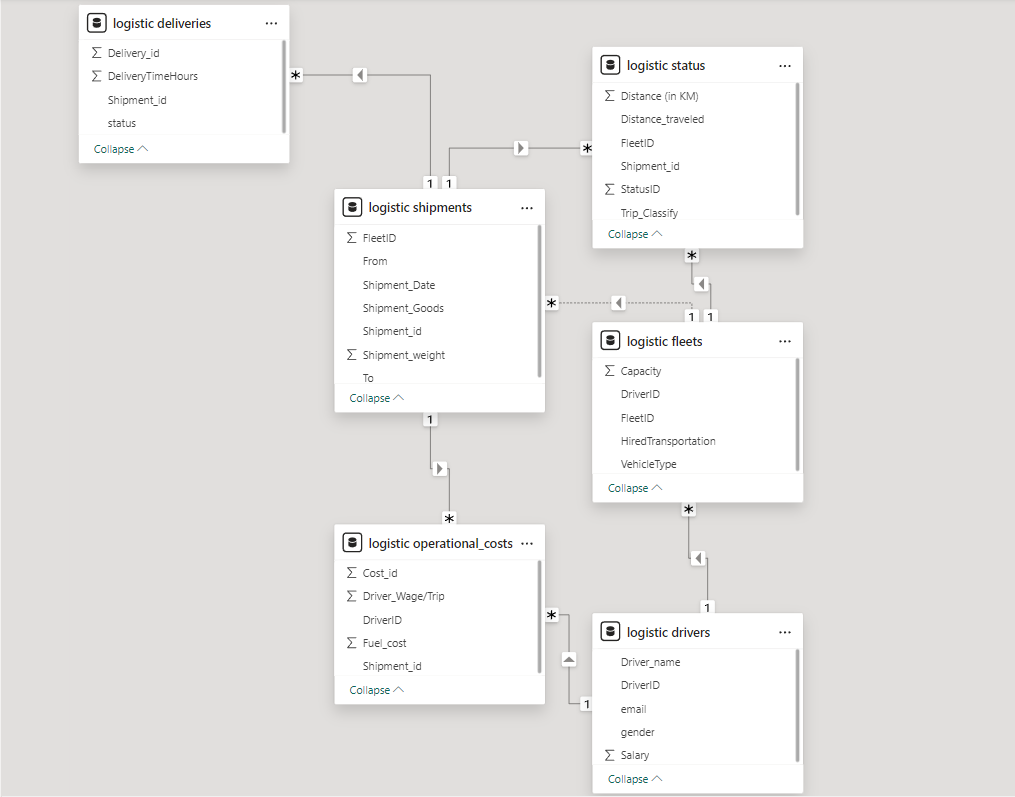 logistic deliveries ...
∑ Delivery_id
∑ DeliveryTimeHours
Shipment_id
status
Collapse
* 1
logistic status ...
∑ Distance (in KM)
Distance_traveled
FleetID
Shipment_id
∑ StatusID
Trip_Classify
Collapse
1 *
logistic shipments ...
∑ FleetID
From
Shipment_Date
Shipment_Goods
Shipment_id
∑ Shipment_weight
To
Collapse
* 1
* 1
logistic fleets ...
∑ Capacity
DriverID
FleetID
HiredTransportation
VehicleType
Collapse
1 *
logistic operational_costs ...
∑ Cost_id
∑ Driver_Wage/Trip
DriverID
∑ Fuel_cost
Shipment_id
Collapse
* 1
* 1
logistic drivers ...
Driver_name
DriverID
email
gender
∑ Salary
Collapse